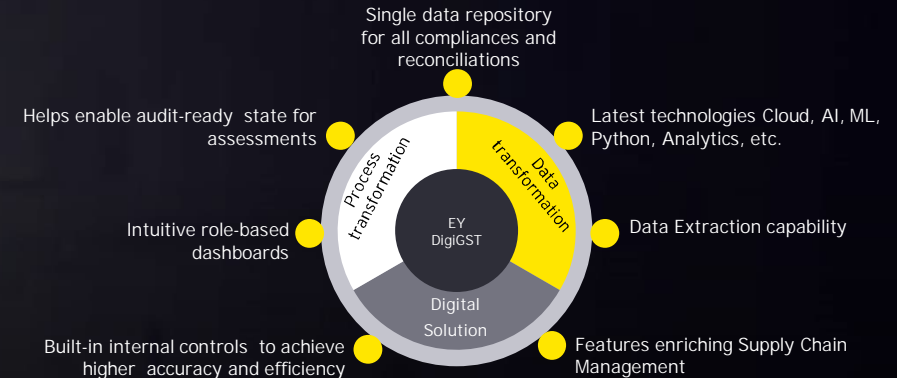 Single data repository
for all compliances and
reconciliations
Helps enable audit-ready state for
assessments
Latest technologies Cloud, AI, ML,
Python, Analytics, etc.
Process
transformation
Data
transformation
Intuitive role-based
dashboards
EY
DigiGST
Data Extraction capability
Digital
Solution
Built-in internal controls to achieve
higher accuracy and efficiency
Features enriching Supply Chain
Management